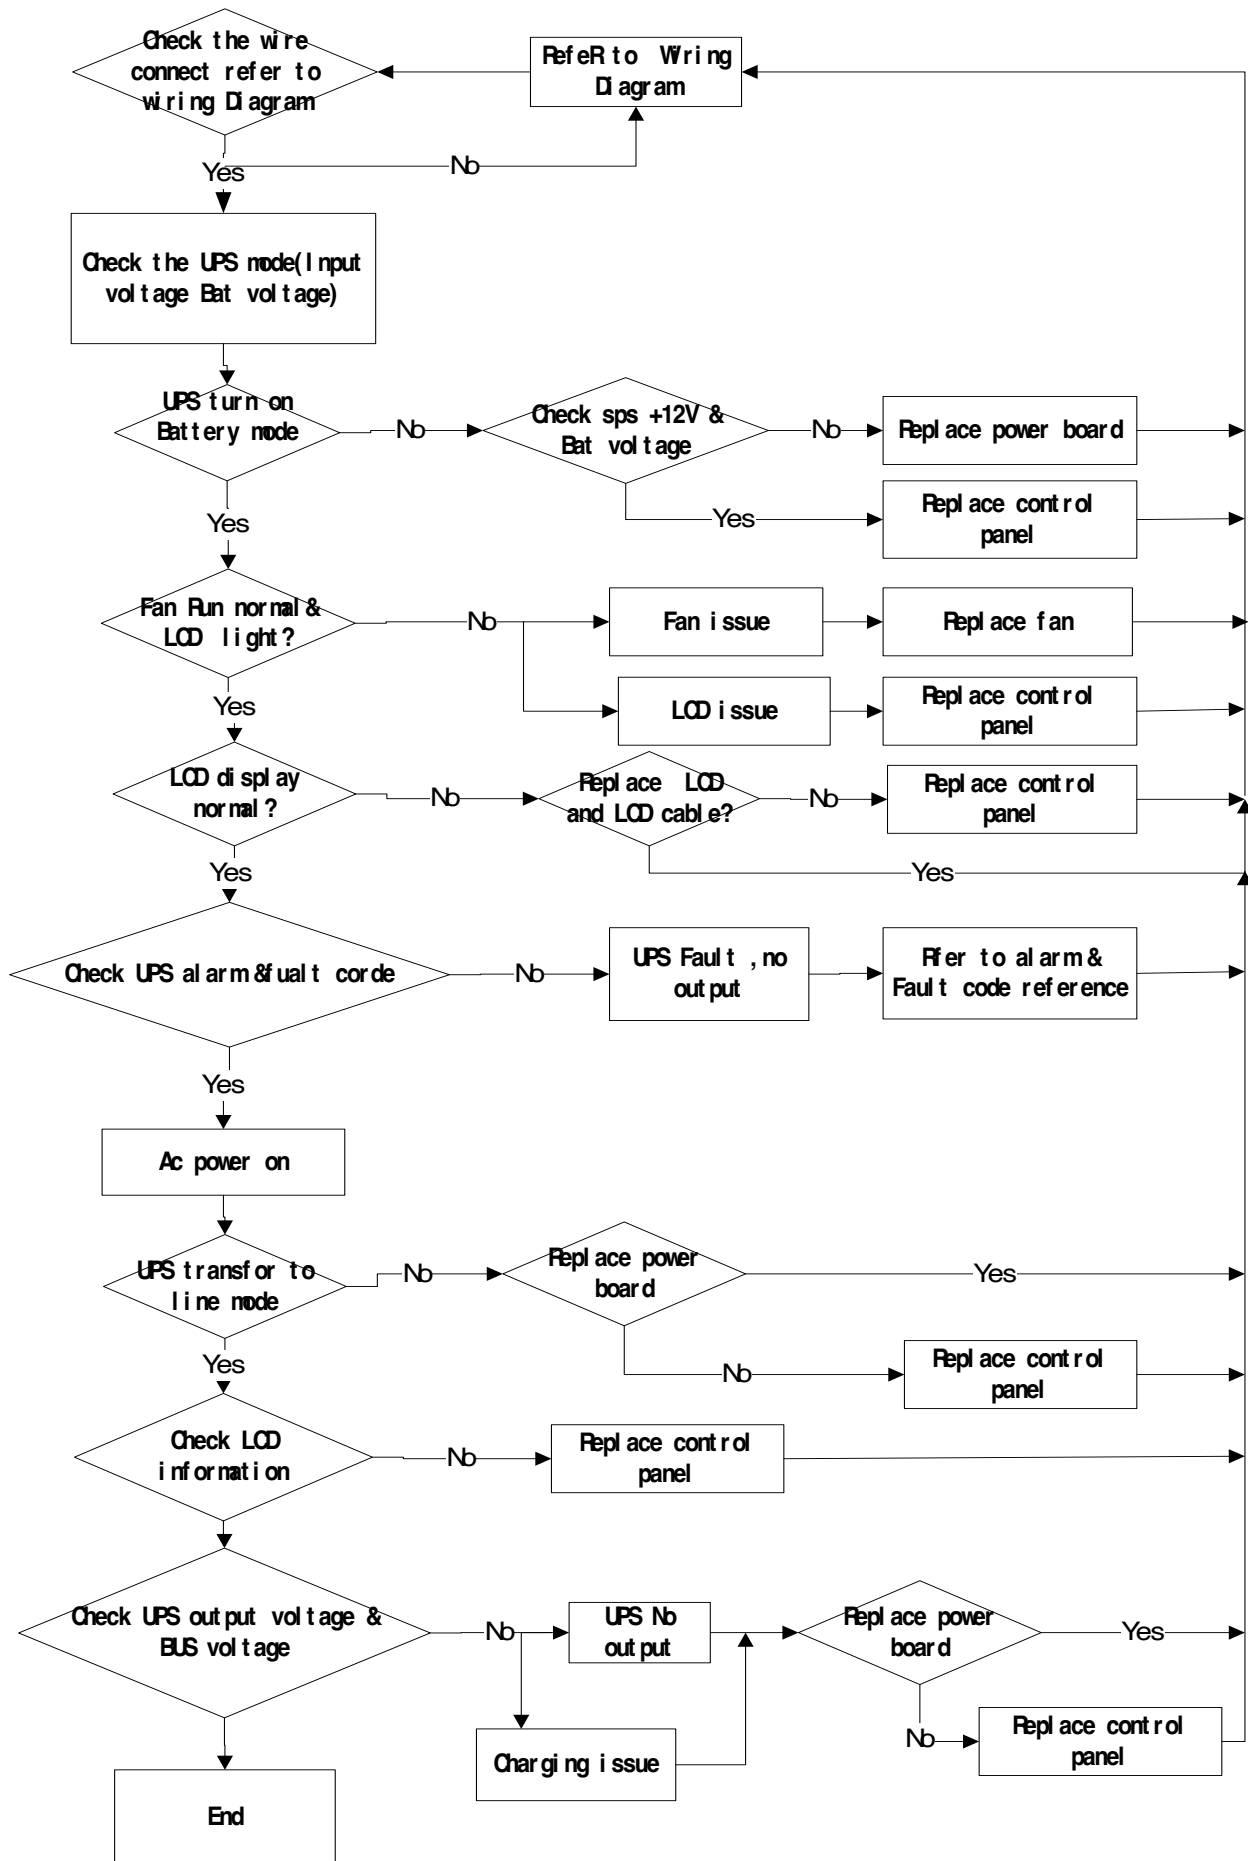 Check the wire
connect refer to
wiring Diagram
RefeR to Wring
Diagram
No
Yes
Check the UPS mode(Input
voltage Bat voltage)
UPS turn on
Battery mode
No
Check sps +12V &
Bat voltage
No
Replace power board
Yes
Replace control
panel
Yes
Fan Run normal &
LCD light?
No
Fan issue
Replace fan
LCD issue
Replace control
panel
Yes
LCD display
normal?
No
Replace LCD
and LCD cable?
No
Replace control
panel
Yes
Yes
Check UPS alarm&fualt corde
No
UPS Fault ,no
output
Rfer to alarm &
Fault code reference
Yes
Ac power on
UPS transfor to
line mode
No
Replace power
board
Yes
Yes
No
Replace control
panel
Check LCD
information
No
Replace control
panel
Check UPS output voltage &
BUS voltage
No
UPS No
output
Replace power
board
Yes
No
Replace control
panel
Charging issue
End